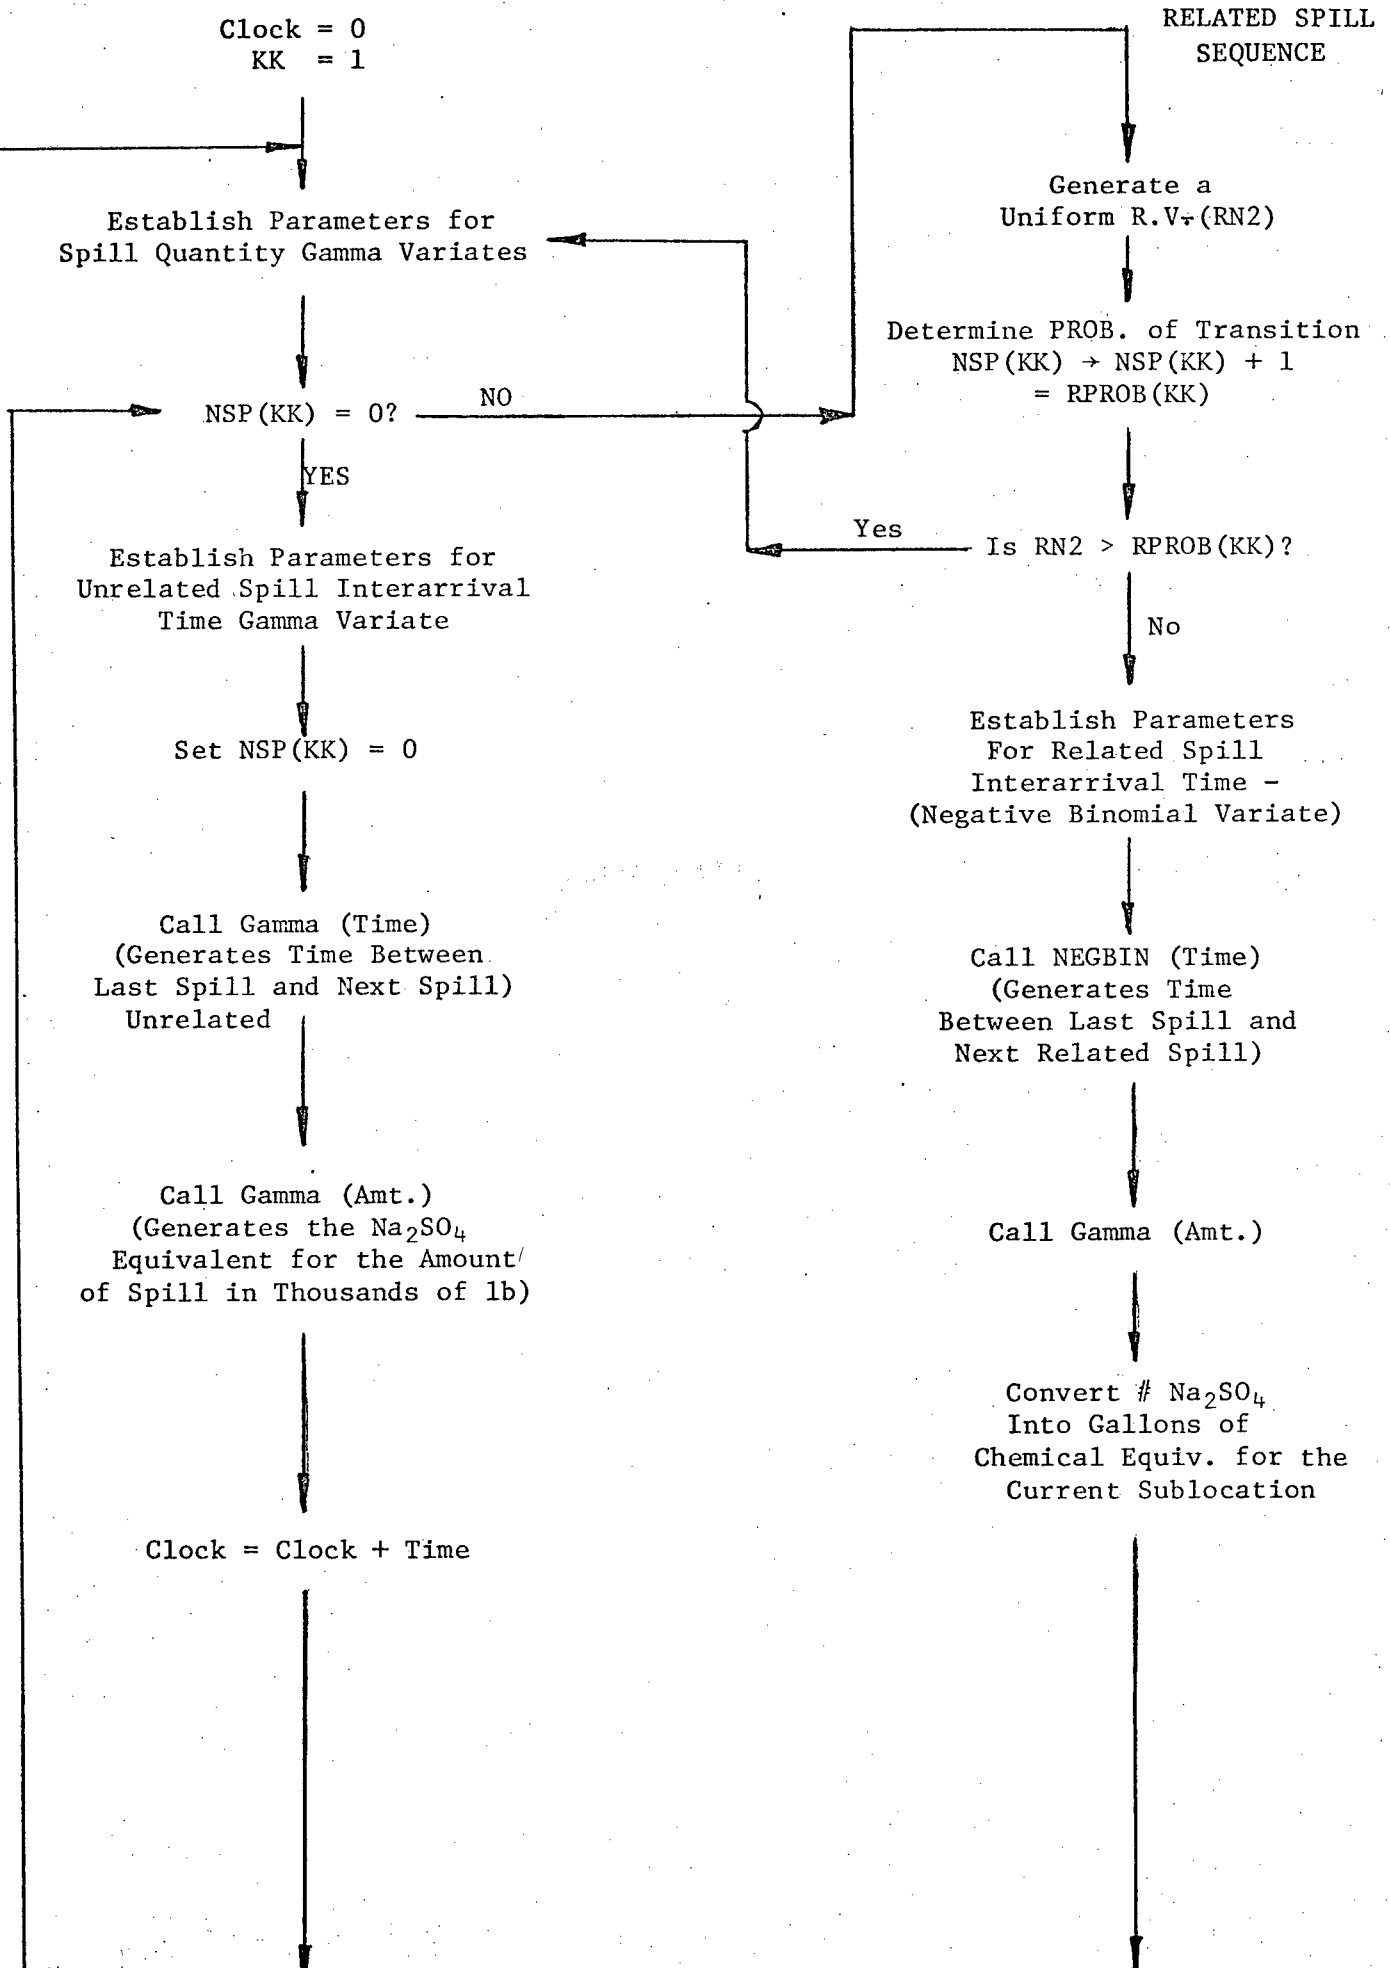 Clock = 0
KK = 1
Establish Parameters for
Spill Quantity Gamma Variates
NSP(KK) = 0?
NO
YES
Establish Parameters for
Unrelated Spill Interarrival
Time Gamma Variate
Set NSP(KK) = 0
Call Gamma (Time)
(Generates Time Between
Last Spill and Next Spill)
Unrelated
Call Gamma (Amt.)
(Generates the Na₂SO₄
Equivalent for the Amount
of Spill in Thousands of lb)
Clock = Clock + Time
RELATED SPILL
SEQUENCE
Generate a
Uniform R.V. (RN2)
Determine PROB. of Transition
NSP(KK) → NSP(KK) + 1
= RPROB(KK)
Is RN2 > RPROB(KK)?
Yes
No
Establish Parameters
For Related Spill
Interarrival Time -
(Negative Binomial Variate)
Call NEGBIN (Time)
(Generates Time
Between Last Spill and
Next Related Spill)
Call Gamma (Amt.)
Convert # Na₂SO₄
Into Gallons of
Chemical Equiv. for the
Current Sublocation